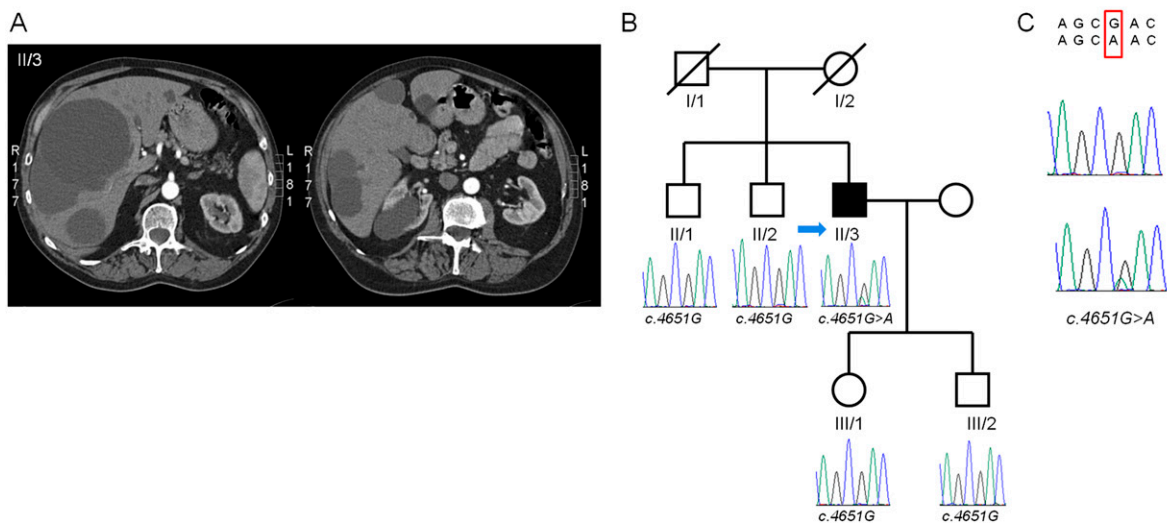 A
II/3
R
1
7
7
L
1
8
1
R
1
7
7
L
1
8
1
B
I/1
I/2
II/1
II/2
II/3
c.4651G
c.4651G
c.4651G>A
III/1
III/2
c.4651G
c.4651G
C
A G C G A C
A G C A A C
c.4651G>A